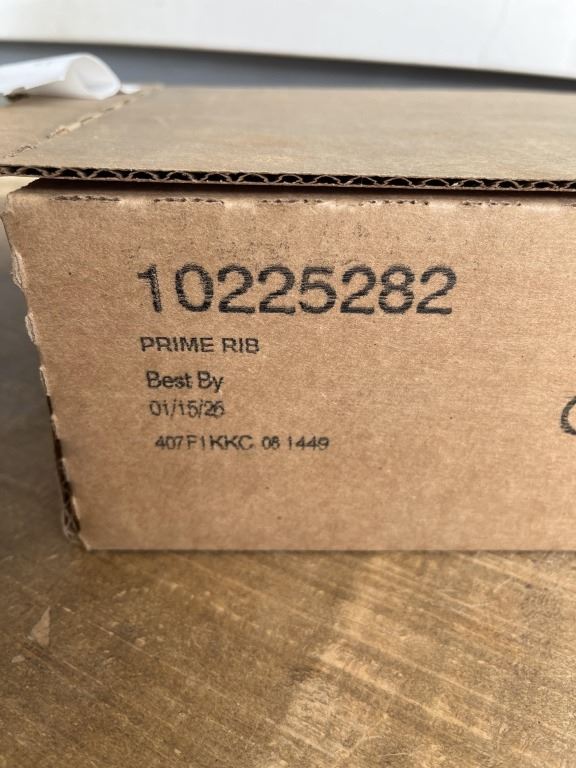 10225282
PRIME RIB
Best By
01/15/26
407F1KKC 08 1449